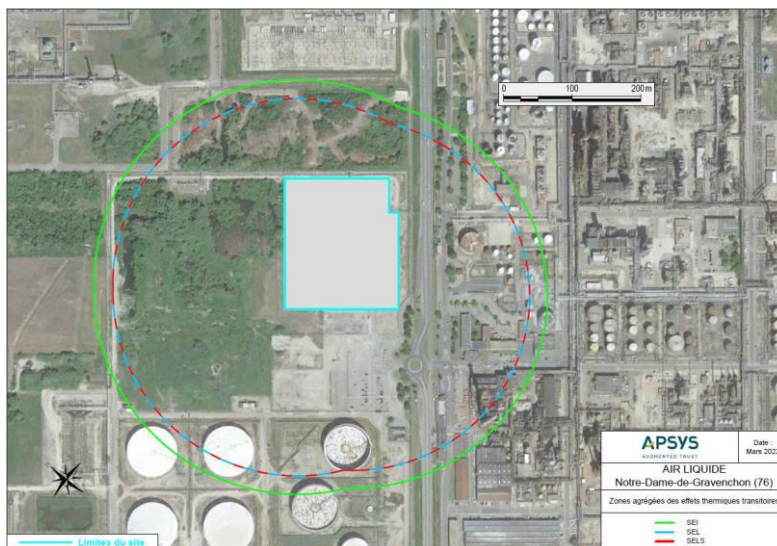 0 100 200m
APSYS
AUGMENTED TRUST
Date :
Mars 2022
AIR LIQUIDE
Notre-Dame-de-Gravenchon (76)
Zones agrégées des effets thermiques transitoires
SEI
SEL
SELS
Limites du site